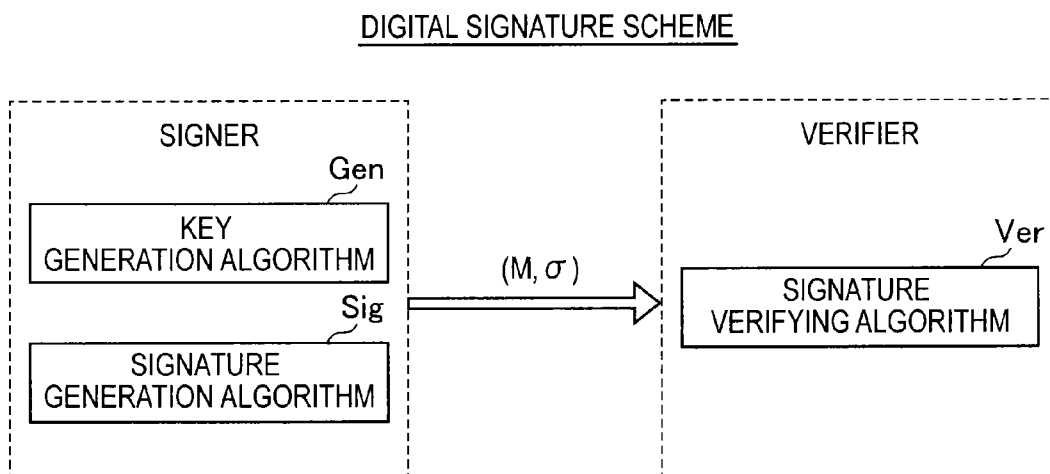 DIGITAL SIGNATURE SCHEME
SIGNER
Gen
KEY
GENERATION ALGORITHM
Sig
SIGNATURE
GENERATION ALGORITHM
(M, σ)
VERIFIER
Ver
SIGNATURE
VERIFYING ALGORITHM